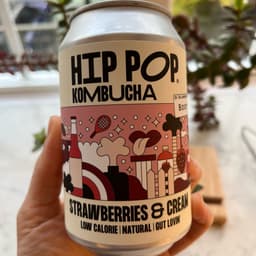 HIP POP
KOMBUCHA
STRAWBERRIES & CREAM
LOW CALORIE | NATURAL | GUT LOVIN